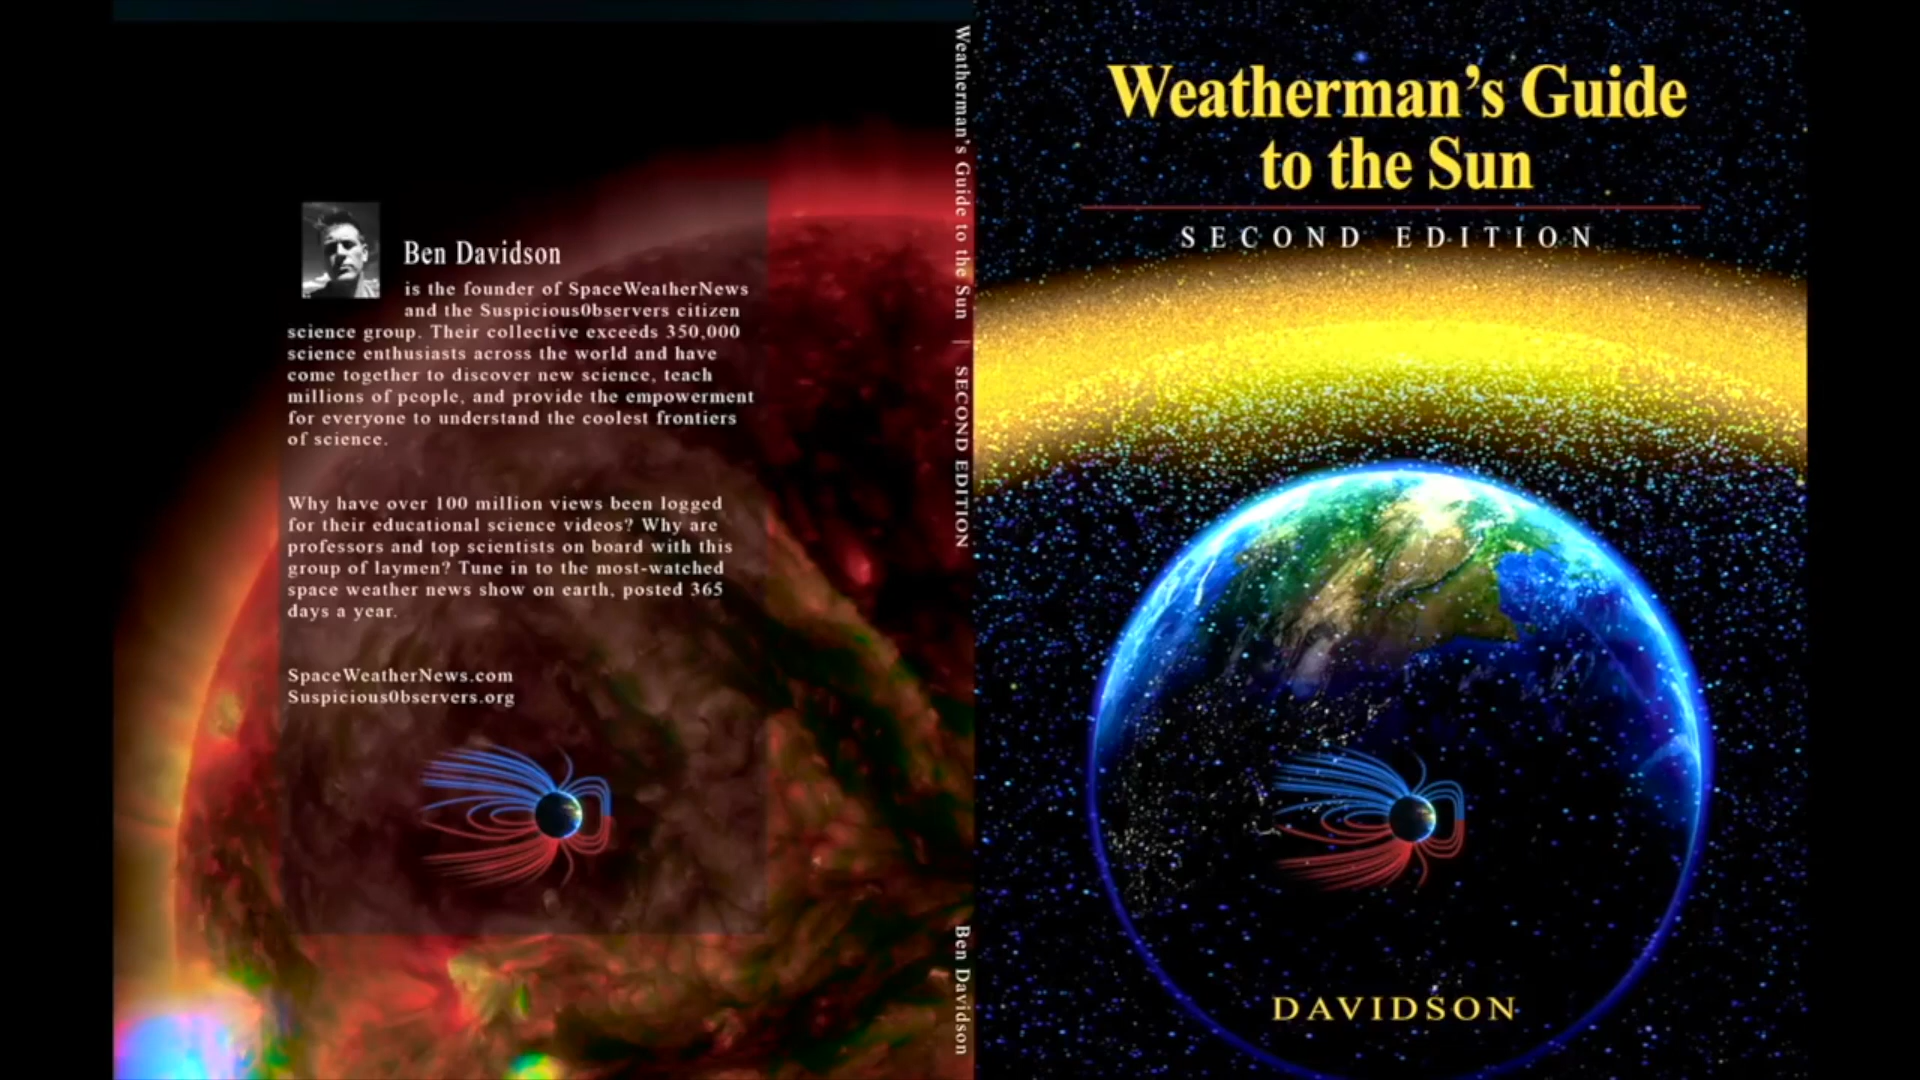 Ben Davidson
is the founder of SpaceWeatherNews
and the Suspicious0bservers citizen
science group. Their collective exceeds 350,000
science enthusiasts across the world and have
come together to discover new science, teach
millions of people, and provide the empowerment
for everyone to understand the coolest frontiers
of science.
Why have over 100 million views been logged
for their educational science videos? Why are
professors and top scientists on board with this
group of laymen? Tune in to the most-watched
space weather news show on earth, posted 365
days a year.
SpaceWeatherNews.com
Suspicious0bservers.org
Weatherman's Guide to the Sun | SECOND EDITION
Ben Davidson
Weatherman's Guide
to the Sun
SECOND EDITION
DAVIDSON